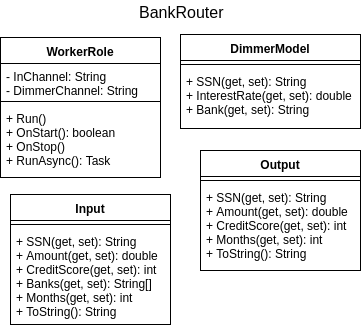 BankRouter
WorkerRole
- InChannel: String
- DimmerChannel: String
+ Run()
+ OnStart(): boolean
+ OnStop()
+ RunAsync(): Task
DimmerModel
+ SSN(get, set): String
+ InterestRate(get, set): double
+ Bank(get, set): String
Input
+ SSN(get, set): String
+ Amount(get, set): double
+ CreditScore(get, set): int
+ Banks(get, set): String[]
+ Months(get, set): int
+ ToString(): String
Output
+ SSN(get, set): String
+ Amount(get, set): double
+ CreditScore(get, set): int
+ Months(get, set): int
+ ToString(): String